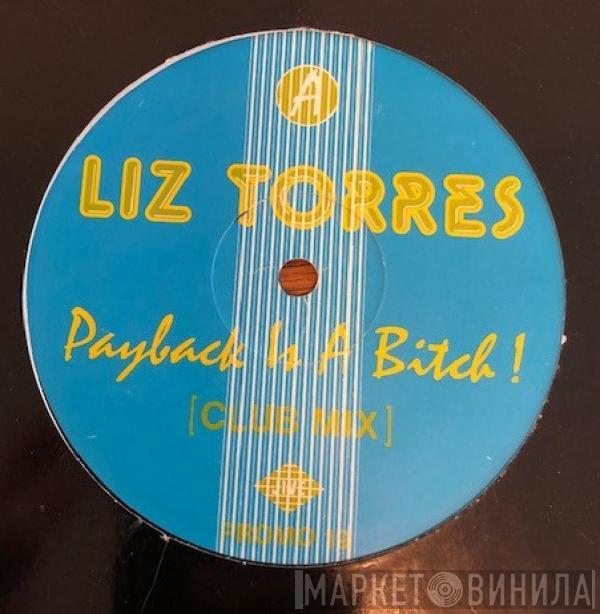 A
LIZ TORRES
Payback Is A Bitch!
[CLUB MIX]
JIVE
PROMO 19
МАРКЕТ ВИНИЛА